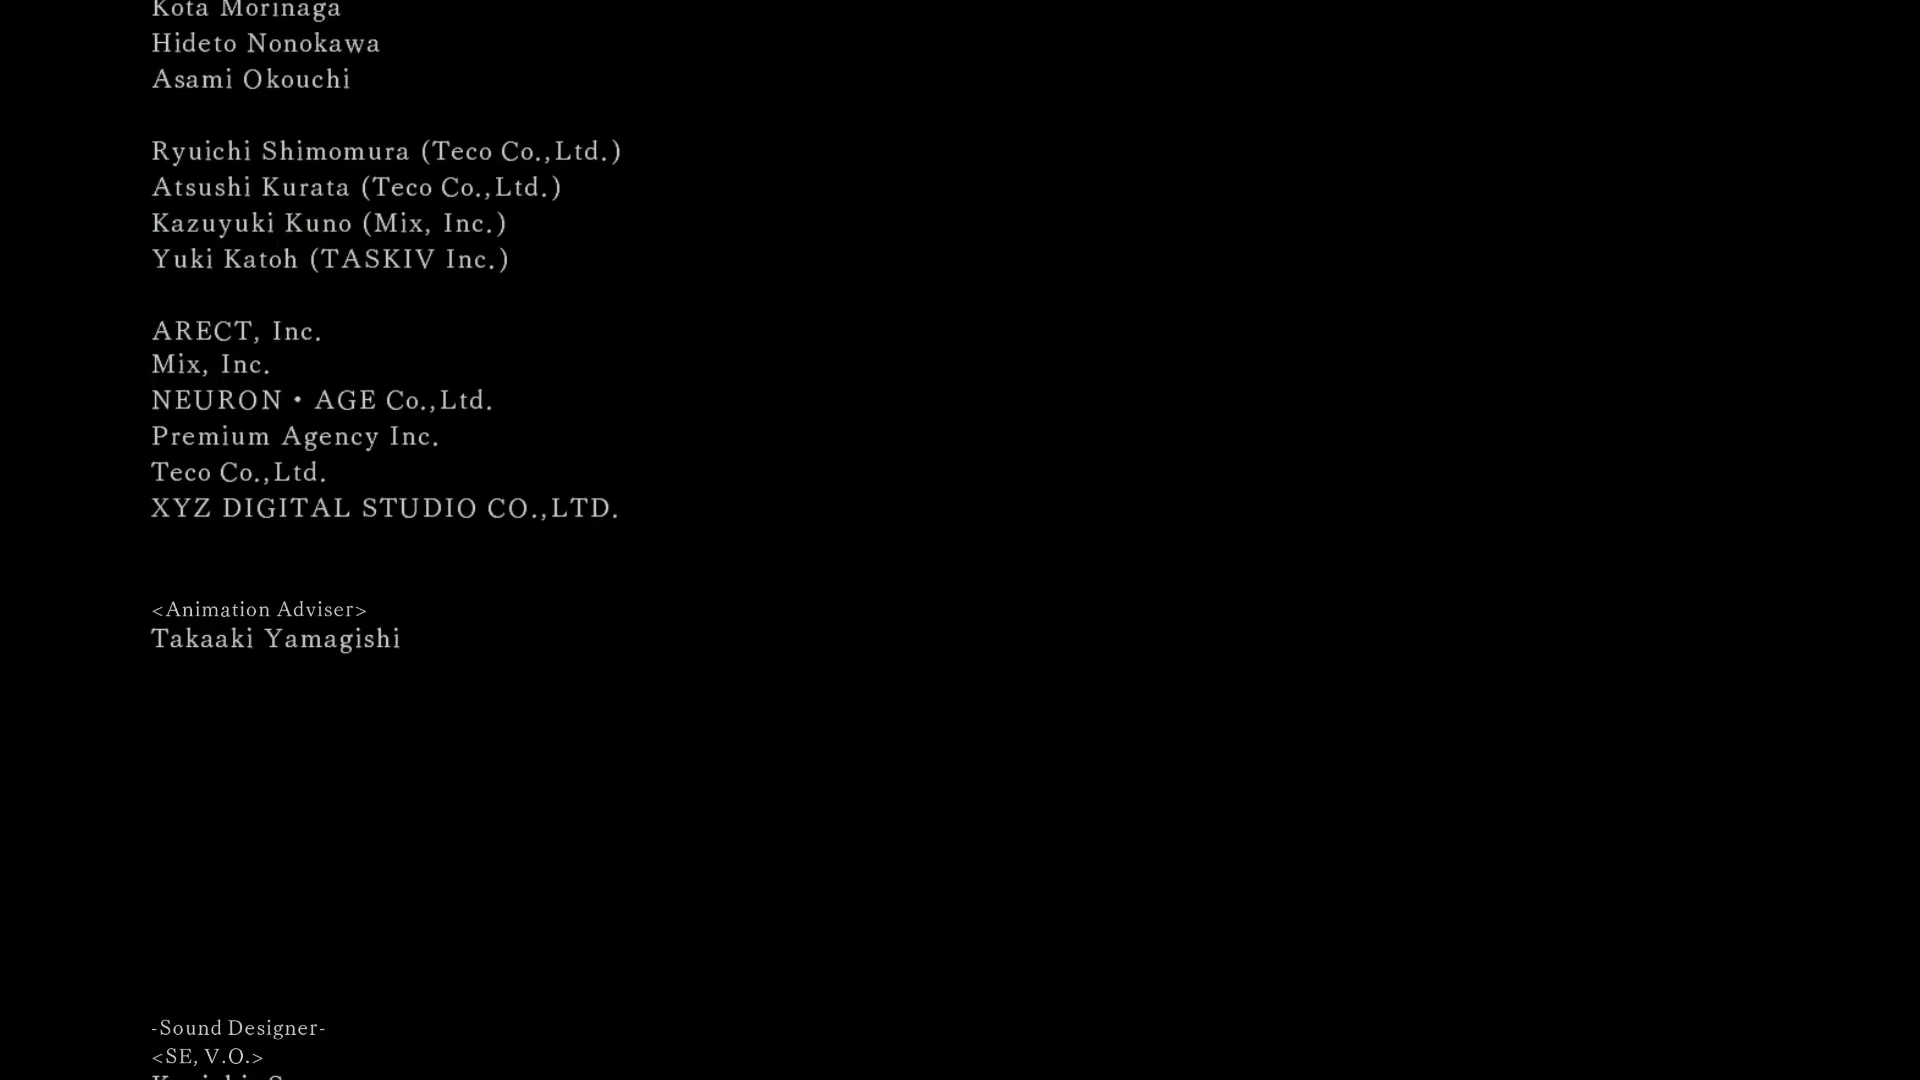 Kota Morinaga
Hideto Nonokawa
Asami Okouchi
Ryuichi Shimomura (Teco Co.,Ltd.)
Atsushi Kurata (Teco Co.,Ltd.)
Kazuyuki Kuno (Mix, Inc.)
Yuki Katoh (TASKIV Inc.)
ARECT, Inc.
Mix, Inc.
NEURON・AGE Co.,Ltd.
Premium Agency Inc.
Teco Co.,Ltd.
XYZ DIGITAL STUDIO CO.,LTD.
<Animation Adviser>
Takaaki Yamagishi
-Sound Designer-
<SE, V.O.>